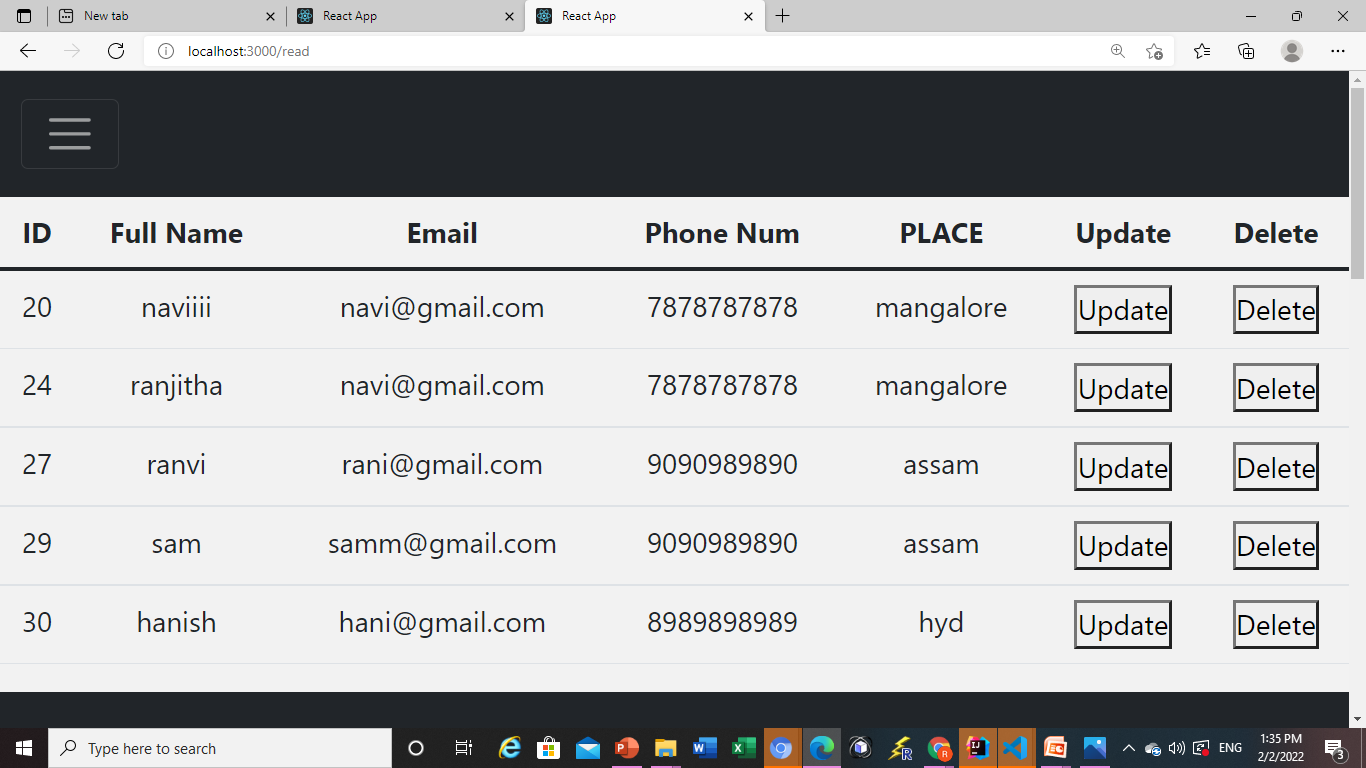 New tab React App React App
localhost:3000/read
ID Full Name Email Phone Num PLACE Update Delete
20 naviiii navi@gmail.com 7878787878 mangalore Update Delete
24 ranjitha navi@gmail.com 7878787878 mangalore Update Delete
27 ranvi rani@gmail.com 9090989890 assam Update Delete
29 sam samm@gmail.com 9090989890 assam Update Delete
30 hanish hani@gmail.com 8989898989 hyd Update Delete
Type here to search ENG 1:35 PM
2/2/2022 3